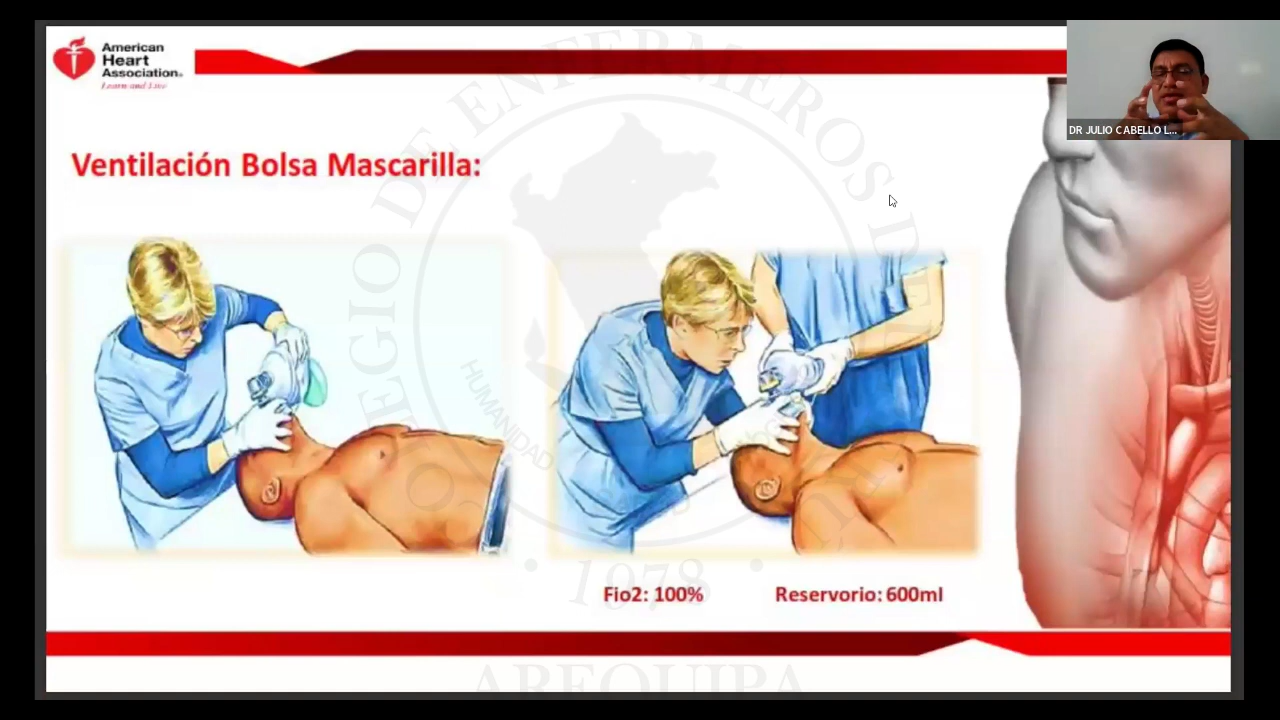 American
Heart
Association®
Learn and Live
DR JULIO CABELLO L...
Ventilación Bolsa Mascarilla:
COLEGIO DE ENFERMEROS DEL
HUMANIDAD
Fio2: 100%
Reservorio: 600ml
1978
AREQUIPA